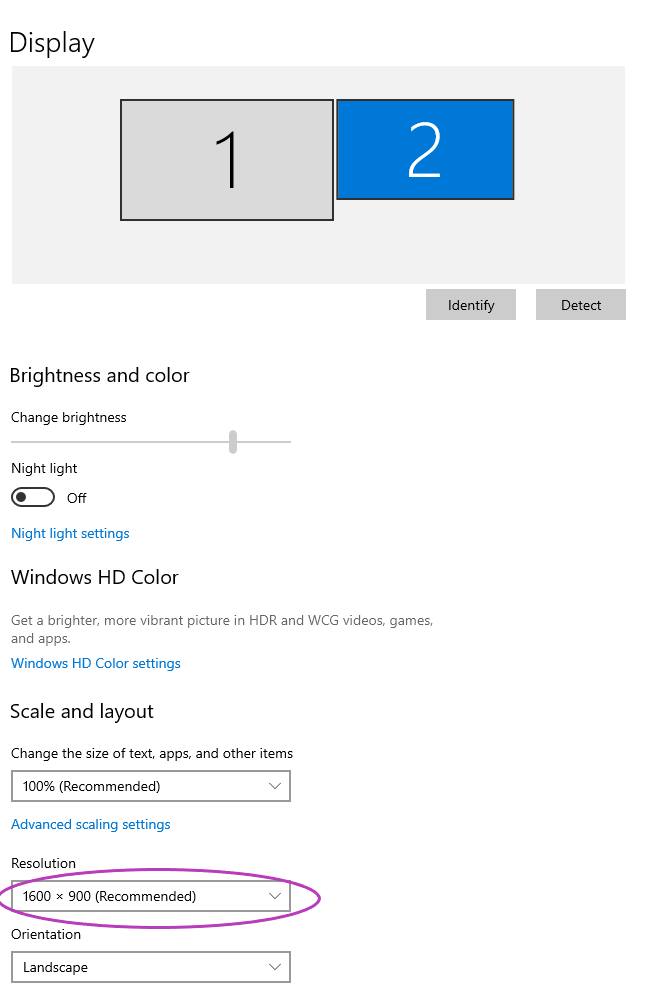 Display
1
2
Identify
Detect
Brightness and color
Change brightness
Night light
Off
Night light settings
Windows HD Color
Get a brighter, more vibrant picture in HDR and WCG videos, games,
and apps.
Windows HD Color settings
Scale and layout
Change the size of text, apps, and other items
100% (Recommended)
Advanced scaling settings
Resolution
1600 × 900 (Recommended)
Orientation
Landscape